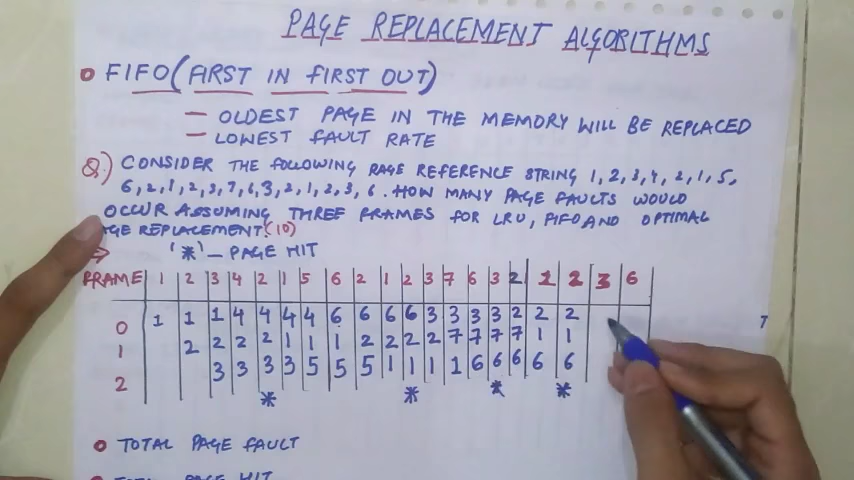 PAGE REPLACEMENT ALGORITHMS
FIFO (FIRST IN FIRST OUT)
— OLDEST PAGE IN THE MEMORY WILL BE REPLACED
— LOWEST FAULT RATE
Q.) CONSIDER THE FOLLOWING PAGE REFERENCE STRING 1, 2, 3, 4, 2, 1, 5,
6, 2, 1, 2, 3, 7, 6, 3, 2, 1, 2, 3, 6. HOW MANY PAGE FAULTS WOULD
OCCUR ASSUMING THREE FRAMES FOR LRU, FIFO AND OPTIMAL
AGE REPLACEMENT (10)
⇒ '*' — PAGE HIT
FRAME 1 2 3 4 2 1 5 6 2 1 2 3 7 6 3 2 1 2 3 6
0 1 1 1 4 4 4 4 6 6 6 6 3 3 3 3 2 2 2
1 2 2 2 2 1 1 1 2 2 2 2 7 7 7 7 1 1
2 3 3 3 3 5 5 5 1 1 1 1 6 6 6 6 6
* * * *
TOTAL PAGE FAULT
TOTAL PAGE HIT